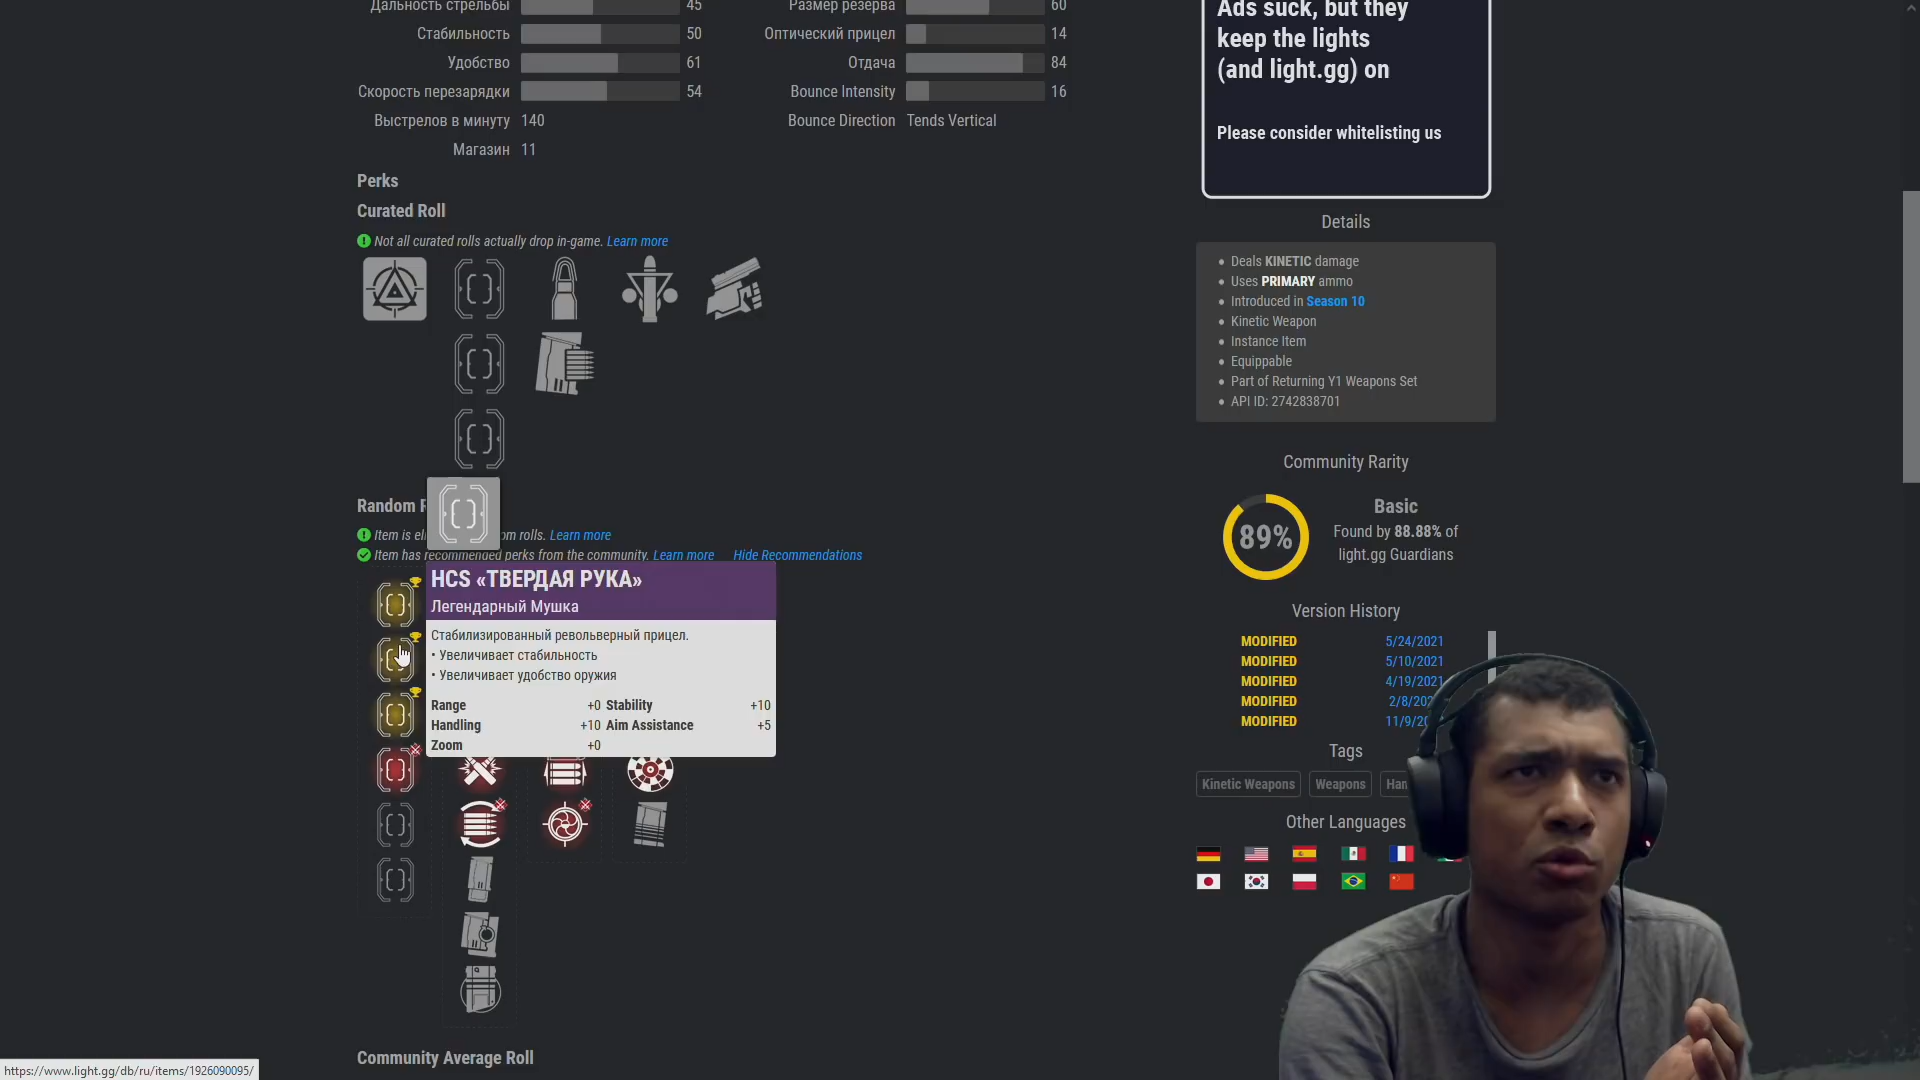 Дальность стрельбы 45
Размер резерва 60
Стабильность 50
Оптический прицел 14
Удобство 61
Отдача 84
Скорость перезарядки 54
Bounce Intensity 16
Выстрелов в минуту 140
Bounce Direction Tends Vertical
Магазин 11
Perks
Curated Roll
Not all curated rolls actually drop in-game. Learn more
Random R
Item is eli om rolls. Learn more
Item has recommended perks from the community. Learn more Hide Recommendations
HCS «ТВЕРДАЯ РУКА»
Легендарный Мушка
Стабилизированный револьверный прицел.
• Увеличивает стабильность
• Увеличивает удобство оружия
Range +0 Stability +10
Handling +10 Aim Assistance +5
Zoom +0
Community Average Roll
https://www.light.gg/db/ru/items/1926090095/
Ads suck, but they
keep the lights
(and light.gg) on
Please consider whitelisting us
Details
• Deals KINETIC damage
• Uses PRIMARY ammo
• Introduced in Season 10
• Kinetic Weapon
• Instance Item
• Equippable
• Part of Returning Y1 Weapons Set
• API ID: 2742838701
Community Rarity
89%
Basic
Found by 88.88% of
light.gg Guardians
Version History
MODIFIED 5/24/2021
MODIFIED 5/10/2021
MODIFIED 4/19/2021
MODIFIED 2/8/202
MODIFIED 11/9/20
Tags
Kinetic Weapons Weapons Han
Other Languages